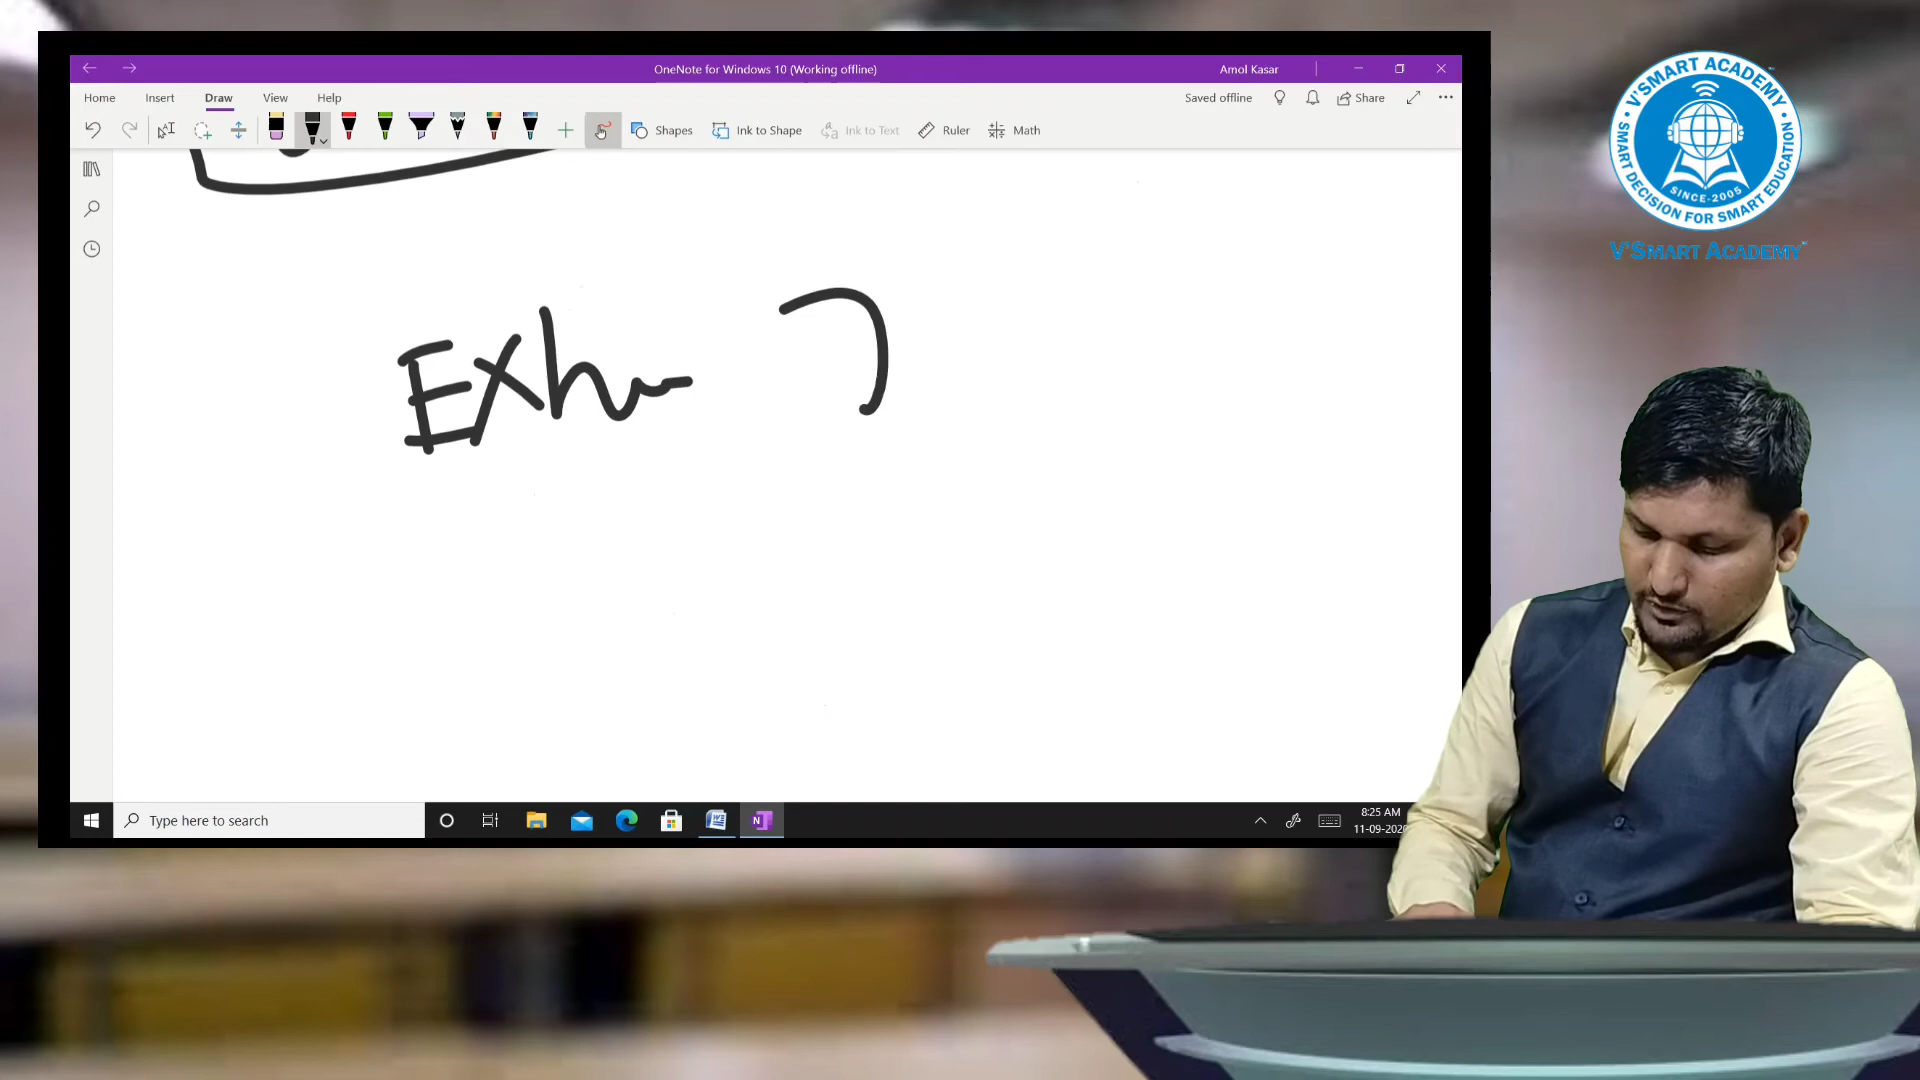 OneNote for Windows 10 (Working offline)
Amol Kasar
Home Insert Draw View Help
Saved offline
Share
Shapes Ink to Shape Ink to Text Ruler Math
V'SMART ACADEMY
SMART DECISION FOR SMART EDUCATION
SINCE-2005
V'SMART ACADEMY
Type here to search
8:25 AM